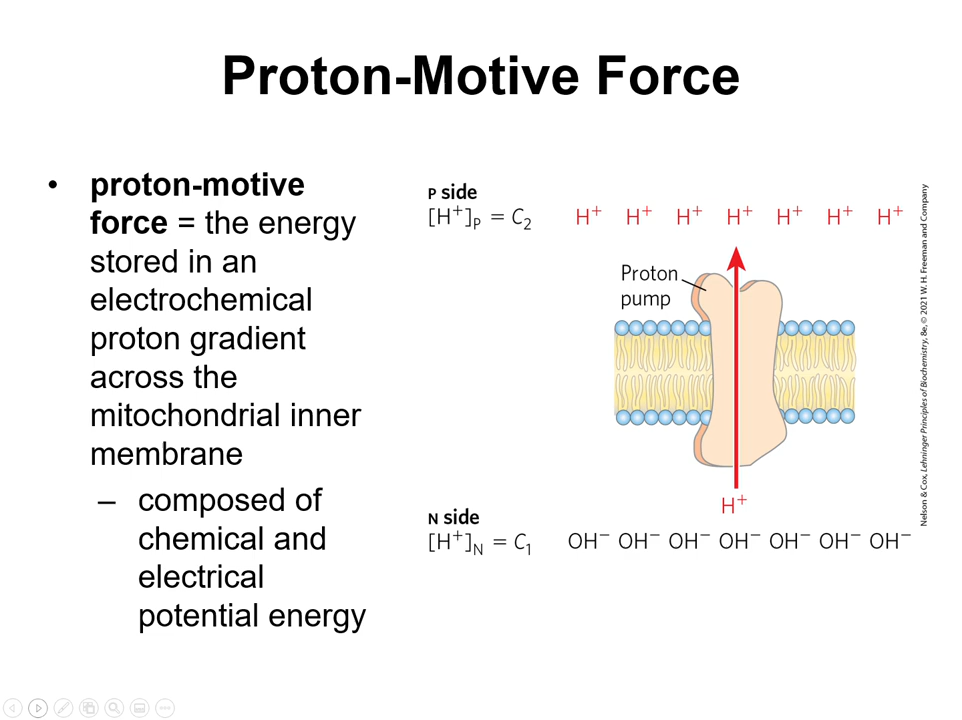 Proton-Motive Force
• proton-motive
force = the energy
stored in an
electrochemical
proton gradient
across the
mitochondrial inner
membrane
– composed of
chemical and
electrical
potential energy
P side
[H⁺]ₚ = C₂
H⁺ H⁺ H⁺ H⁺ H⁺ H⁺ H⁺
Proton
pump
H⁺
N side
[H⁺]_N = C₁
OH⁻ OH⁻ OH⁻ OH⁻ OH⁻ OH⁻ OH⁻
Nelson & Cox, Lehninger Principles of Biochemistry, 8e, © 2021 W. H. Freeman and Company